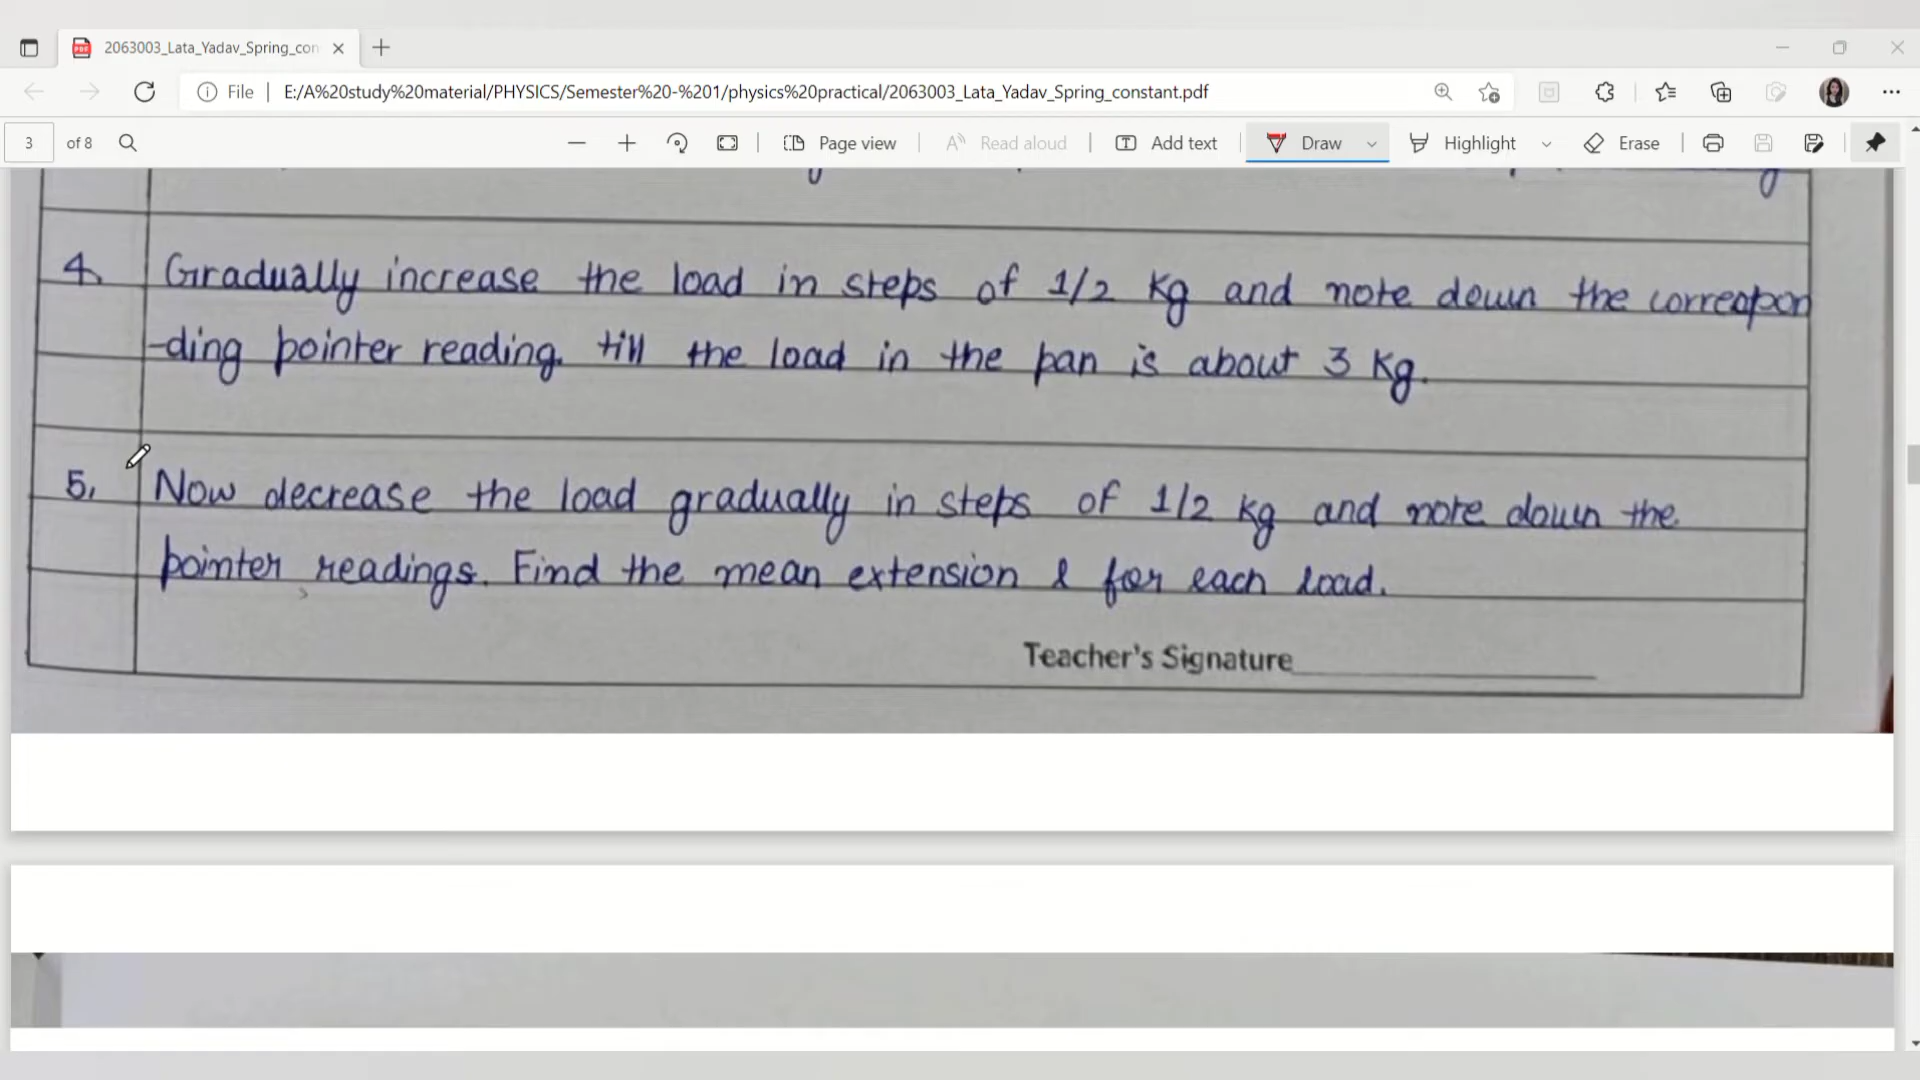 2063003_Lata_Yadav_Spring_con
File
E:/A%20study%20material/PHYSICS/Semester%20-%201/physics%20practical/2063003_Lata_Yadav_Spring_constant.pdf
3 of 8
Page view
Read aloud
Add text
Draw
Highlight
Erase
4. Gradually increase the load in steps of 1/2 Kg and note down the correspon
-ding pointer reading. till the load in the pan is about 3 Kg.
5. Now decrease the load gradually in steps of 1/2 kg and note down the
pointer readings. Find the mean extension l for each load.
Teacher's Signature